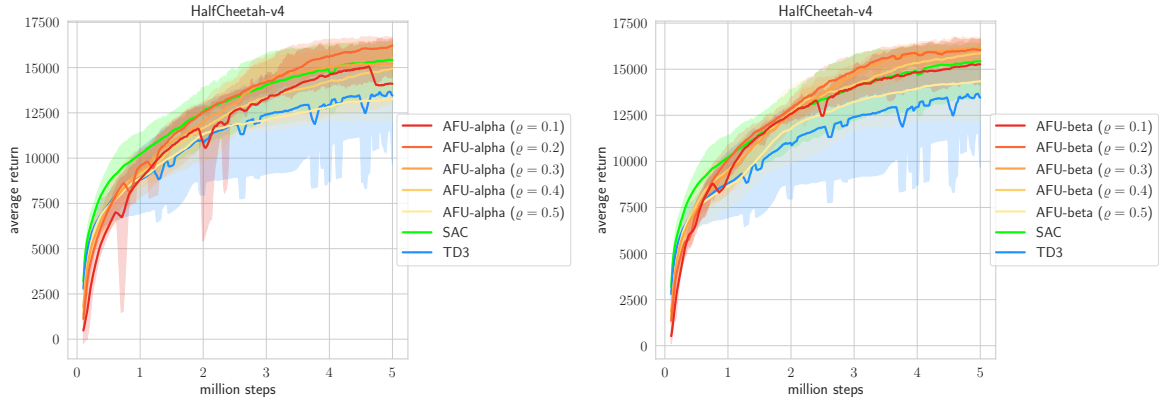 HalfCheetah-v4
average return
17500
15000
12500
10000
7500
5000
2500
0
0 1 2 3 4 5
million steps
AFU-alpha (ϱ = 0.1)
AFU-alpha (ϱ = 0.2)
AFU-alpha (ϱ = 0.3)
AFU-alpha (ϱ = 0.4)
AFU-alpha (ϱ = 0.5)
SAC
TD3
HalfCheetah-v4
average return
17500
15000
12500
10000
7500
5000
2500
0
0 1 2 3 4 5
million steps
AFU-beta (ϱ = 0.1)
AFU-beta (ϱ = 0.2)
AFU-beta (ϱ = 0.3)
AFU-beta (ϱ = 0.4)
AFU-beta (ϱ = 0.5)
SAC
TD3